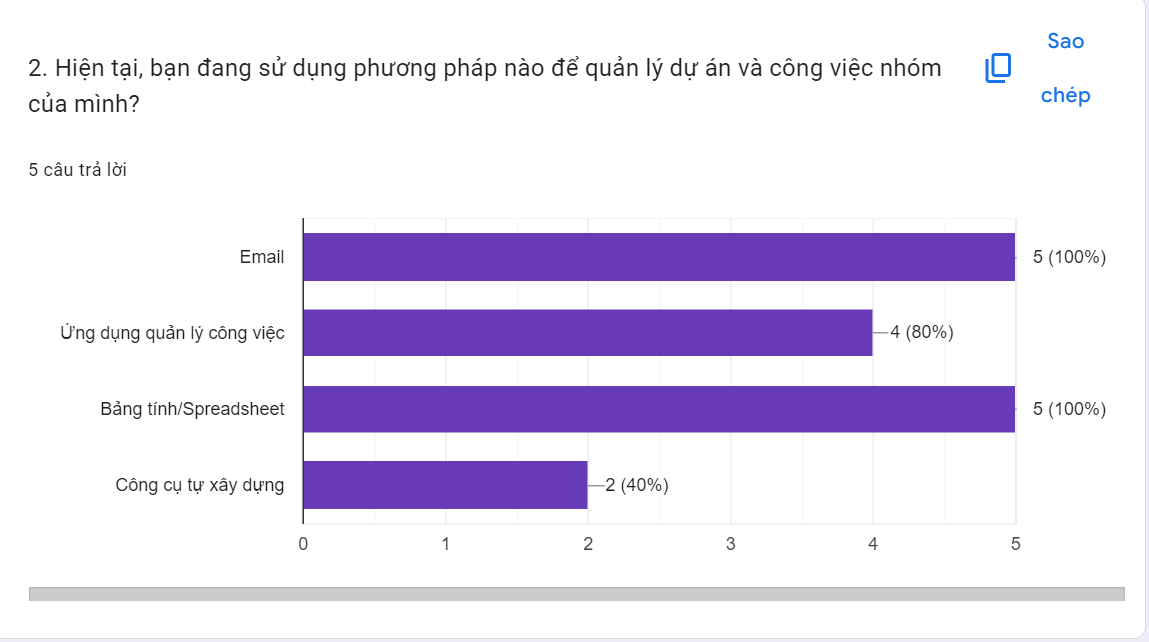 2. Hiện tại, bạn đang sử dụng phương pháp nào để quản lý dự án và công việc nhóm
của mình?
Sao
chép
5 câu trả lời
Email
5 (100%)
Ứng dụng quản lý công việc
4 (80%)
Bảng tính/Spreadsheet
5 (100%)
Công cụ tự xây dựng
2 (40%)
0 1 2 3 4 5